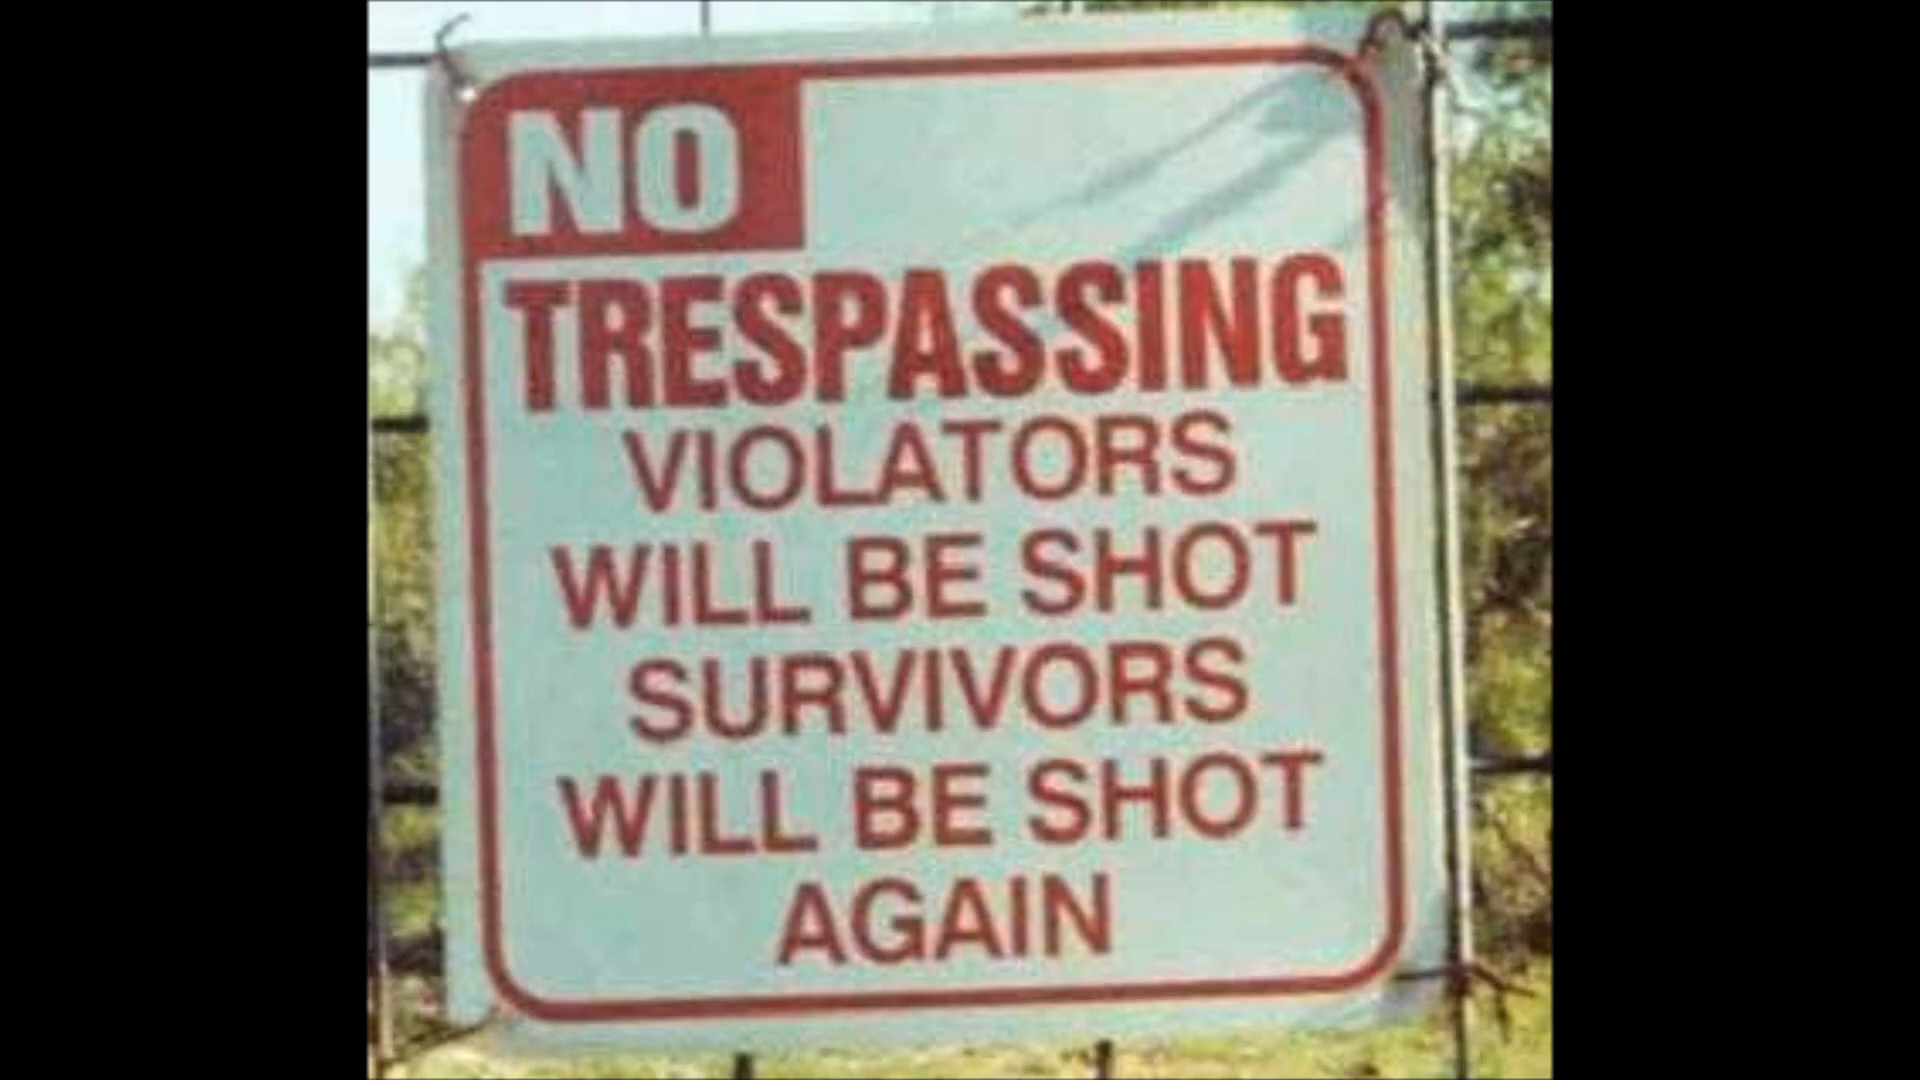 NO
TRESPASSING
VIOLATORS
WILL BE SHOT
SURVIVORS
WILL BE SHOT
AGAIN